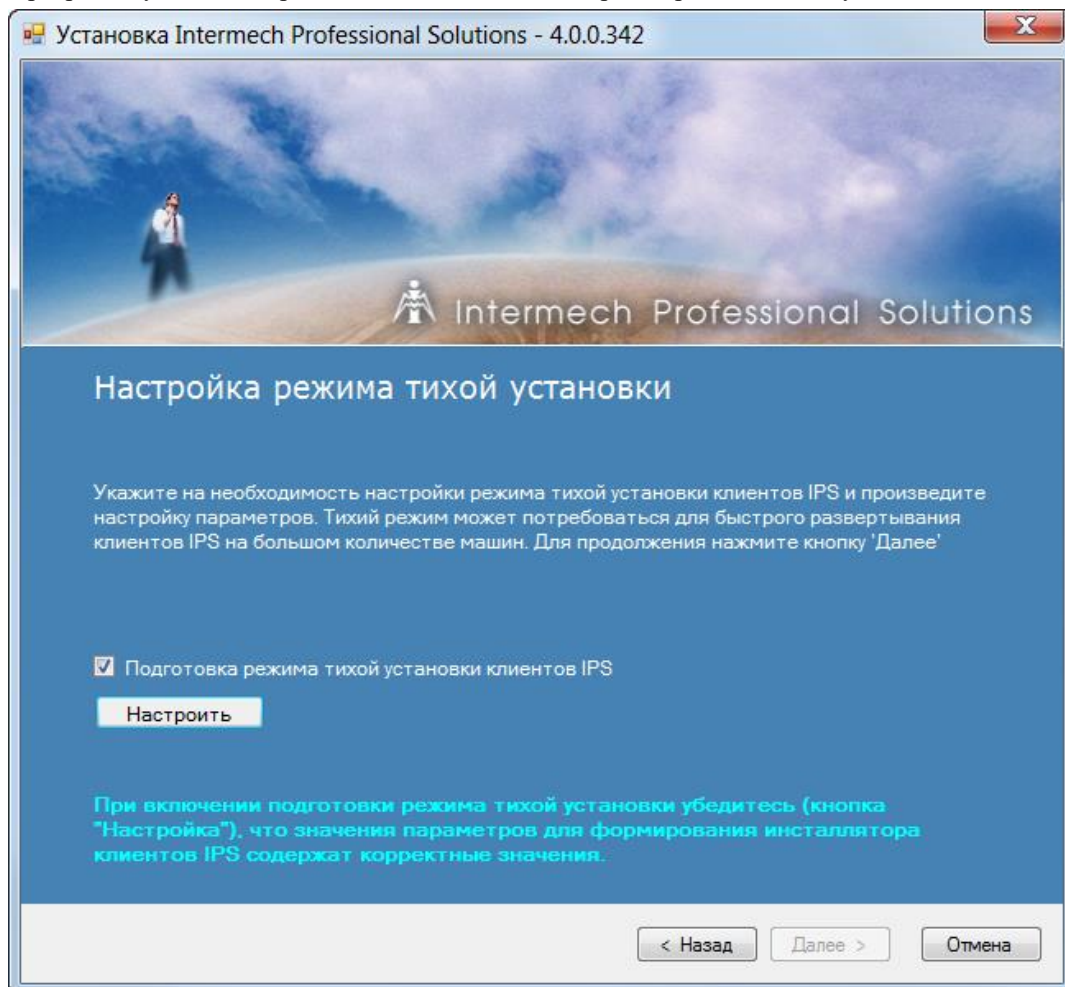 Установка Intermech Professional Solutions - 4.0.0.342
Intermech Professional Solutions
Настройка режима тихой установки
Укажите на необходимость настройки режима тихой установки клиентов IPS и произведите
настройку параметров. Тихий режим может потребоваться для быстрого развертывания
клиентов IPS на большом количестве машин. Для продолжения нажмите кнопку 'Далее'
Подготовка режима тихой установки клиентов IPS
Настроить
При включении подготовки режима тихой установки убедитесь (кнопка
"Настройка"), что значения параметров для формирования инсталлятора
клиентов IPS содержат корректные значения.
< Назад
Далее >
Отмена